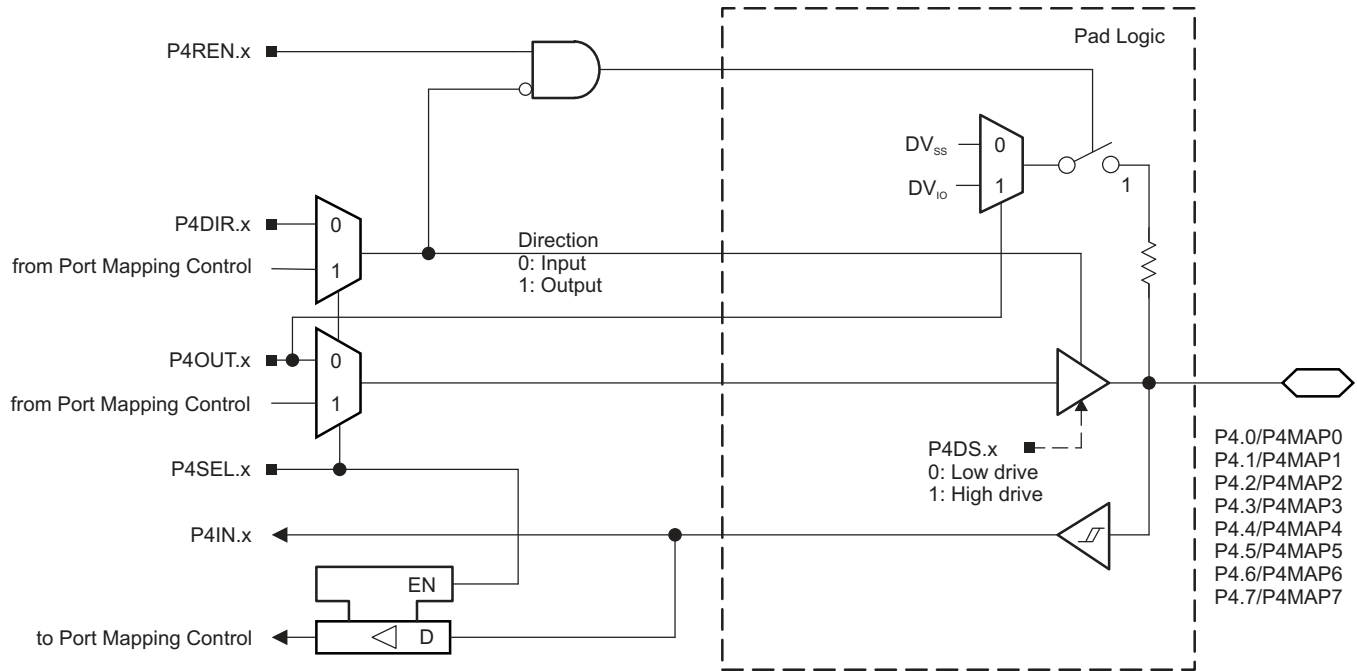 Pad Logic
P4REN.x
DVSS
0
DVIO
1
1
P4DIR.x
0
from Port Mapping Control
1
Direction
0: Input
1: Output
P4OUT.x
0
from Port Mapping Control
1
P4DS.x
0: Low drive
1: High drive
P4SEL.x
P4IN.x
EN
to Port Mapping Control
D
P4.0/P4MAP0
P4.1/P4MAP1
P4.2/P4MAP2
P4.3/P4MAP3
P4.4/P4MAP4
P4.5/P4MAP5
P4.6/P4MAP6
P4.7/P4MAP7